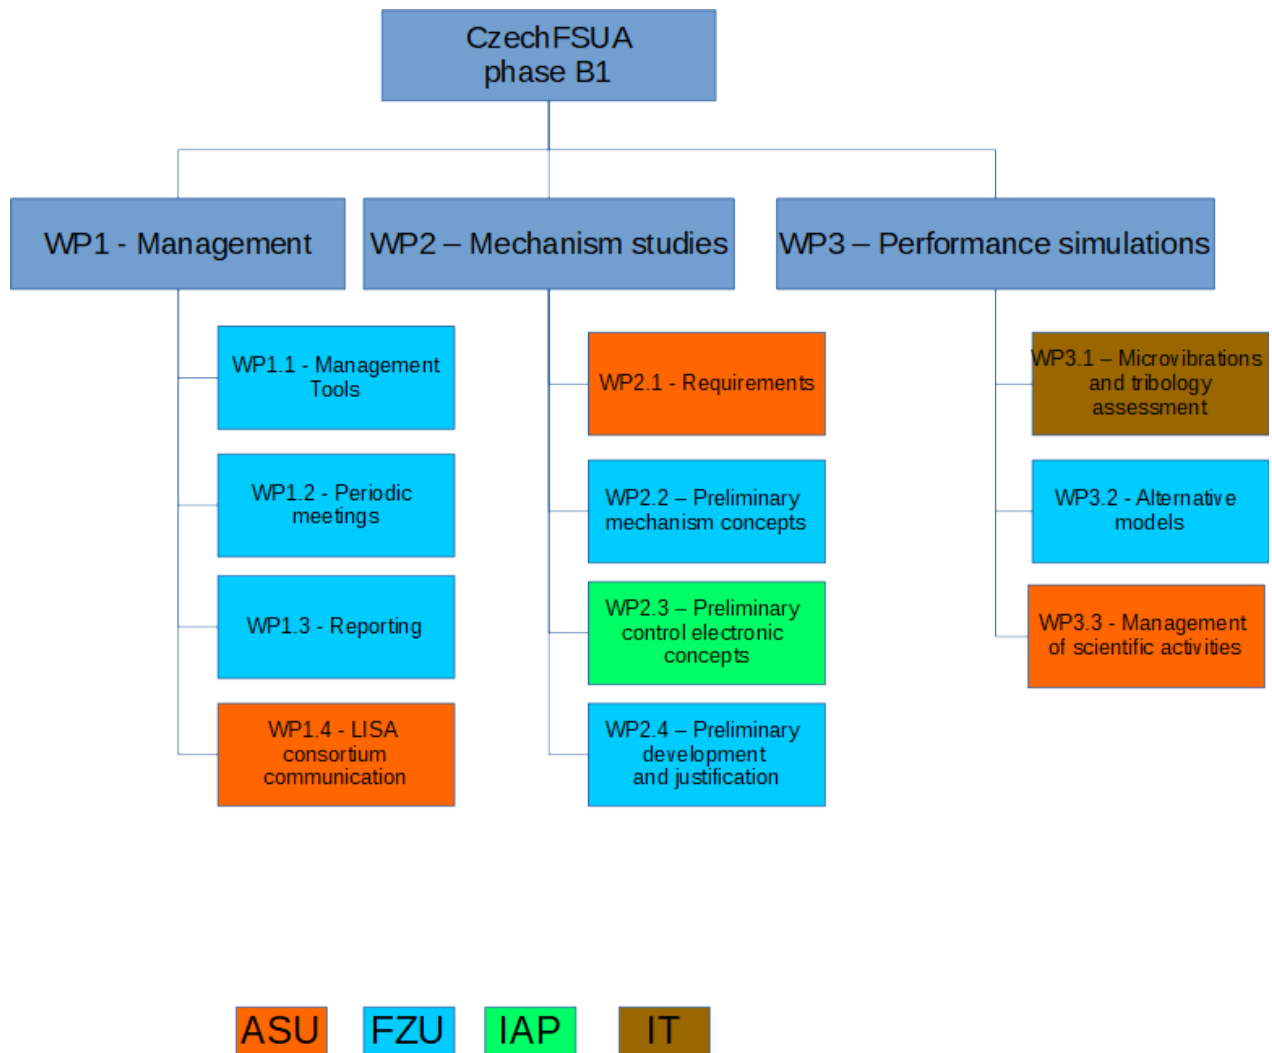 CzechFSUA
phase B1
WP1 - Management
WP2 – Mechanism studies
WP3 – Performance simulations
WP1.1 - Management
Tools
WP1.2 - Periodic
meetings
WP1.3 - Reporting
WP1.4 - LISA
consortium
communication
WP2.1 - Requirements
WP2.2 – Preliminary
mechanism concepts
WP2.3 – Preliminary
control electronic
concepts
WP2.4 – Preliminary
development
and justification
WP3.1 – Microvibrations
and tribology
assessment
WP3.2 - Alternative
models
WP3.3 - Management
of scientific activities
ASU
FZU
IAP
IT